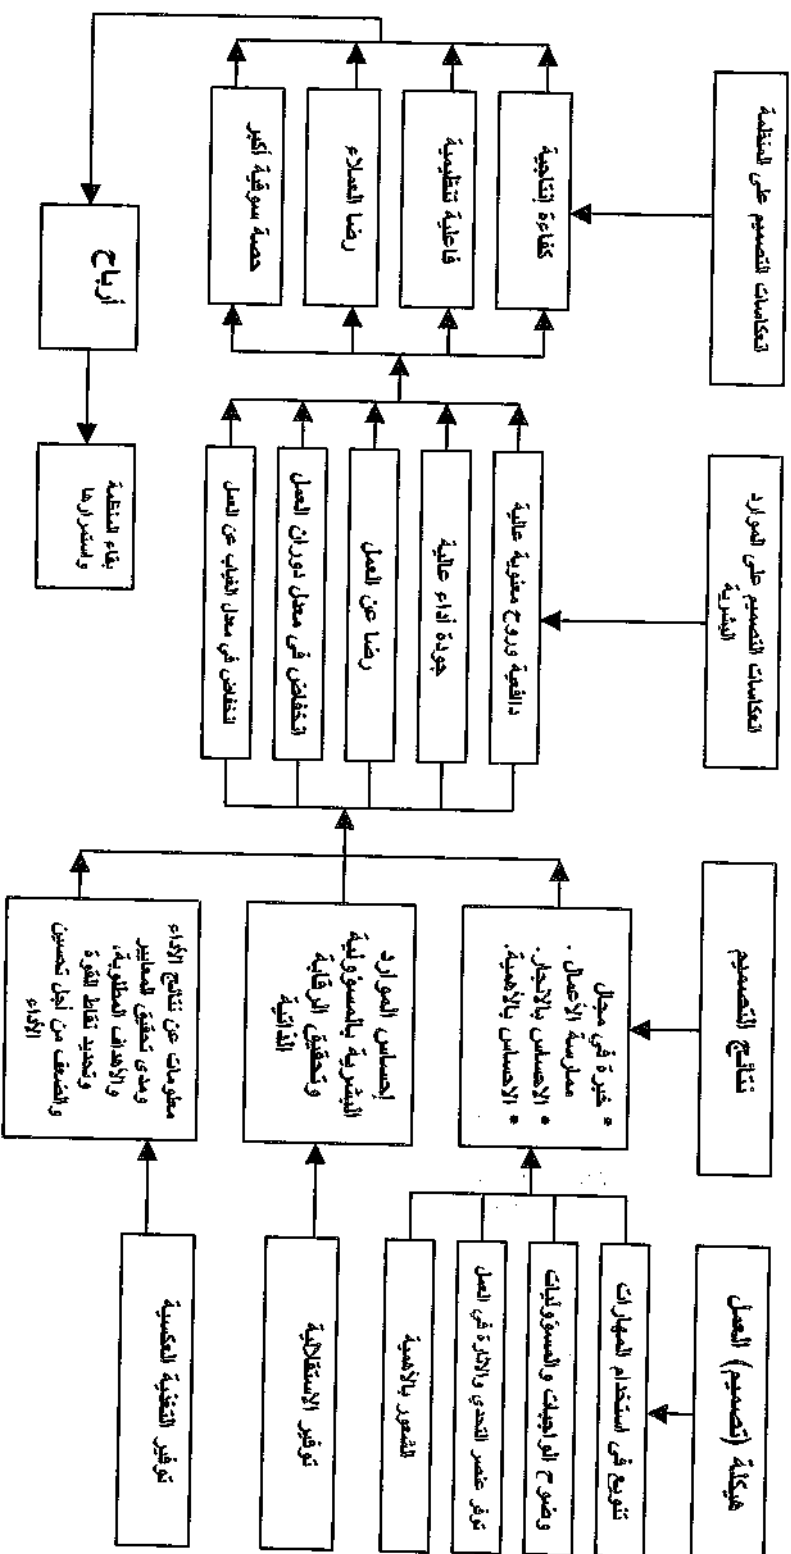 هيكلة (تصميم) العمل
تنويع في استخدام المهارات
وضوح الواجبات والمسؤوليات
توفر عنصر التحدي والاثارة في العمل
الشعور بالأهمية
توفير الاستقلالية
توفير التغذية العكسية
نتائج التصميم
* خبرة في مجال
ممارسة الأعمال .
* الاحساس بالانجاز.
* الاحساس بالأهمية.
إحساس الموارد
البشرية بالمسؤولية
وتحقيق الرقابة
الذاتية
معلومات عن نتائج الأداء
ومدى تحقيق المعايير
والأهداف المطلوبة،
وتحديد نقاط القوة
والضعف من أجل تحسين
الأداء
انعكاسات التصميم على الموارد
البشرية
دافعية وروح معنوية عالية
جودة أداء عالية
رضا عن العمل
انخفاض في معدل دوران العمل
انخفاض في معدل الغياب عن العمل
انعكاسات التصميم على المنظمة
كفاءة إنتاجية
فاعلية تنظيمية
رضا العملاء
حصة سوقية أكبر
أرباح
بقاء المنظمة
واستمرارها